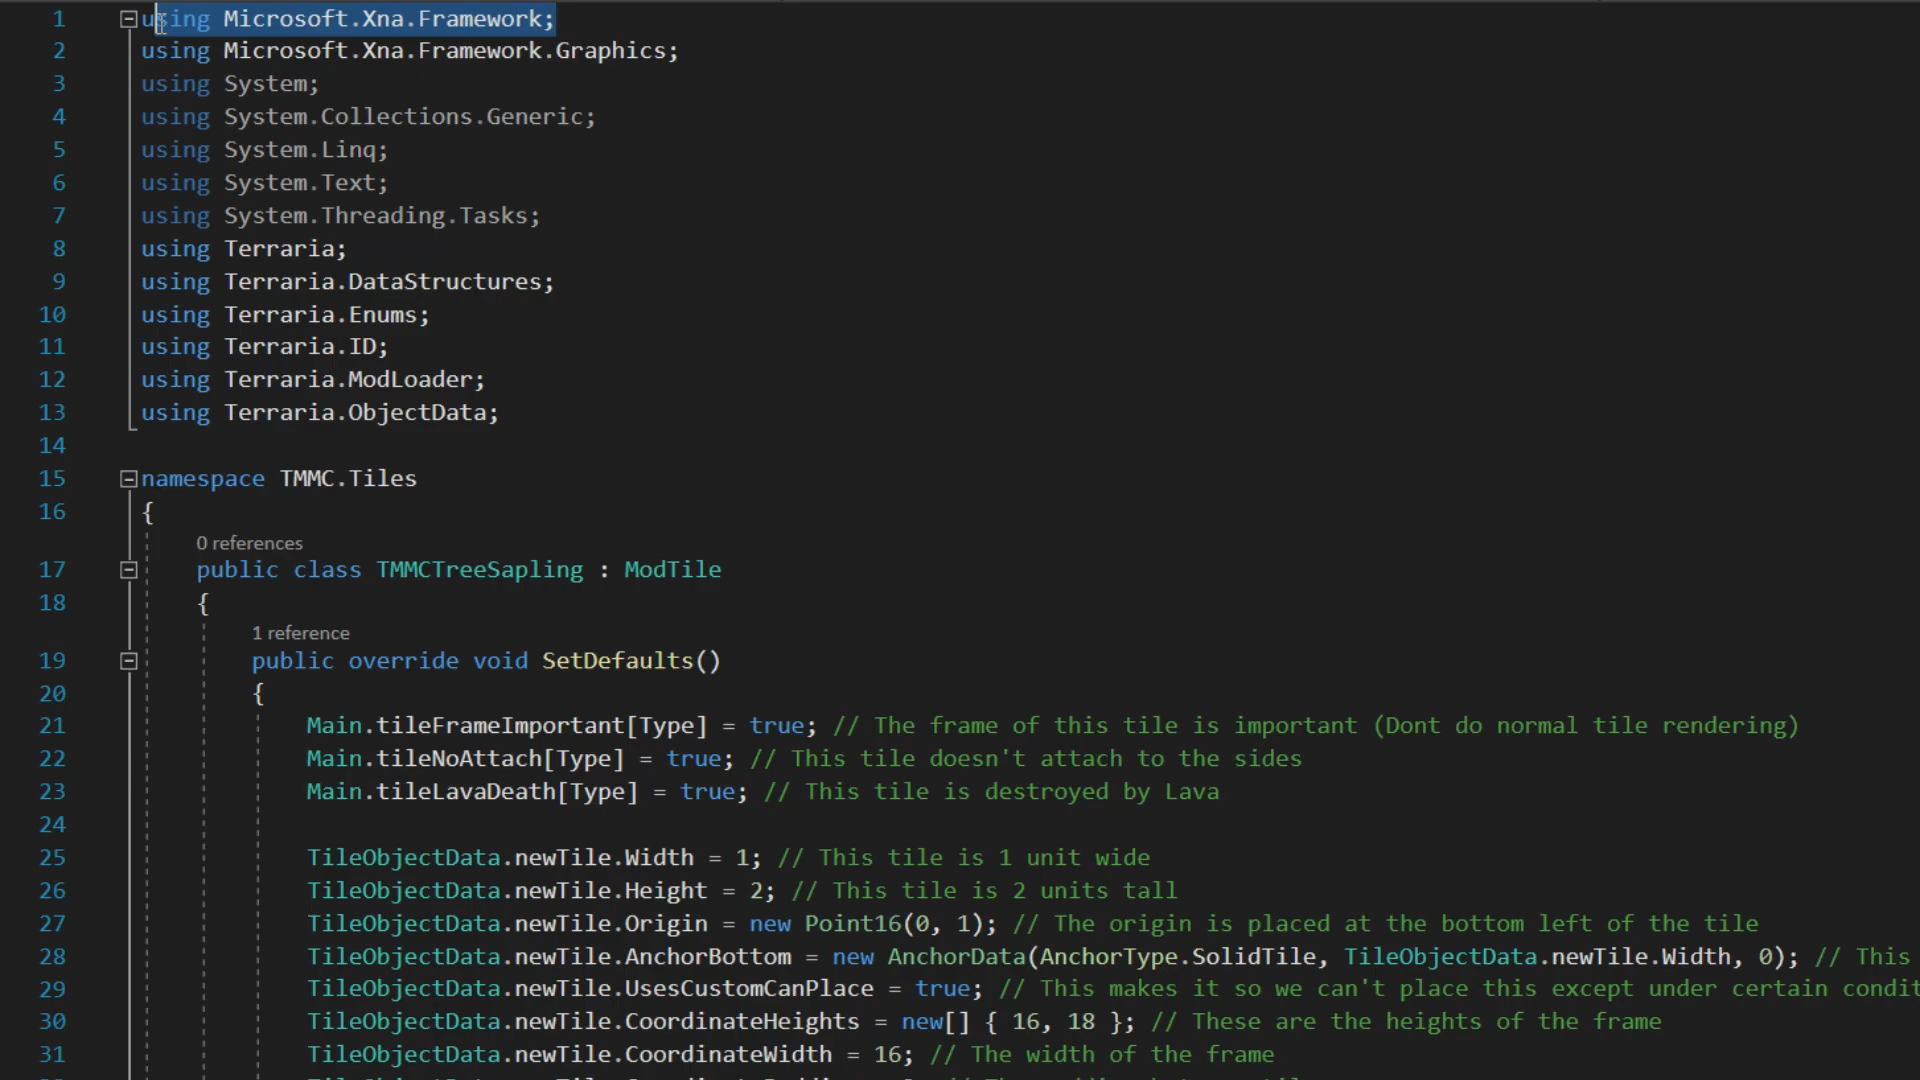 1 using Microsoft.Xna.Framework;
2 using Microsoft.Xna.Framework.Graphics;
3 using System;
4 using System.Collections.Generic;
5 using System.Linq;
6 using System.Text;
7 using System.Threading.Tasks;
8 using Terraria;
9 using Terraria.DataStructures;
10 using Terraria.Enums;
11 using Terraria.ID;
12 using Terraria.ModLoader;
13 using Terraria.ObjectData;
14
15 namespace TMMC.Tiles
16 {
0 references
17 public class TMMCTreeSapling : ModTile
18 {
1 reference
19 public override void SetDefaults()
20 {
21 Main.tileFrameImportant[Type] = true; // The frame of this tile is important (Dont do normal tile rendering)
22 Main.tileNoAttach[Type] = true; // This tile doesn't attach to the sides
23 Main.tileLavaDeath[Type] = true; // This tile is destroyed by Lava
24
25 TileObjectData.newTile.Width = 1; // This tile is 1 unit wide
26 TileObjectData.newTile.Height = 2; // This tile is 2 units tall
27 TileObjectData.newTile.Origin = new Point16(0, 1); // The origin is placed at the bottom left of the tile
28 TileObjectData.newTile.AnchorBottom = new AnchorData(AnchorType.SolidTile, TileObjectData.newTile.Width, 0); // This
29 TileObjectData.newTile.UsesCustomCanPlace = true; // This makes it so we can't place this except under certain condit
30 TileObjectData.newTile.CoordinateHeights = new[] { 16, 18 }; // These are the heights of the frame
31 TileObjectData.newTile.CoordinateWidth = 16; // The width of the frame